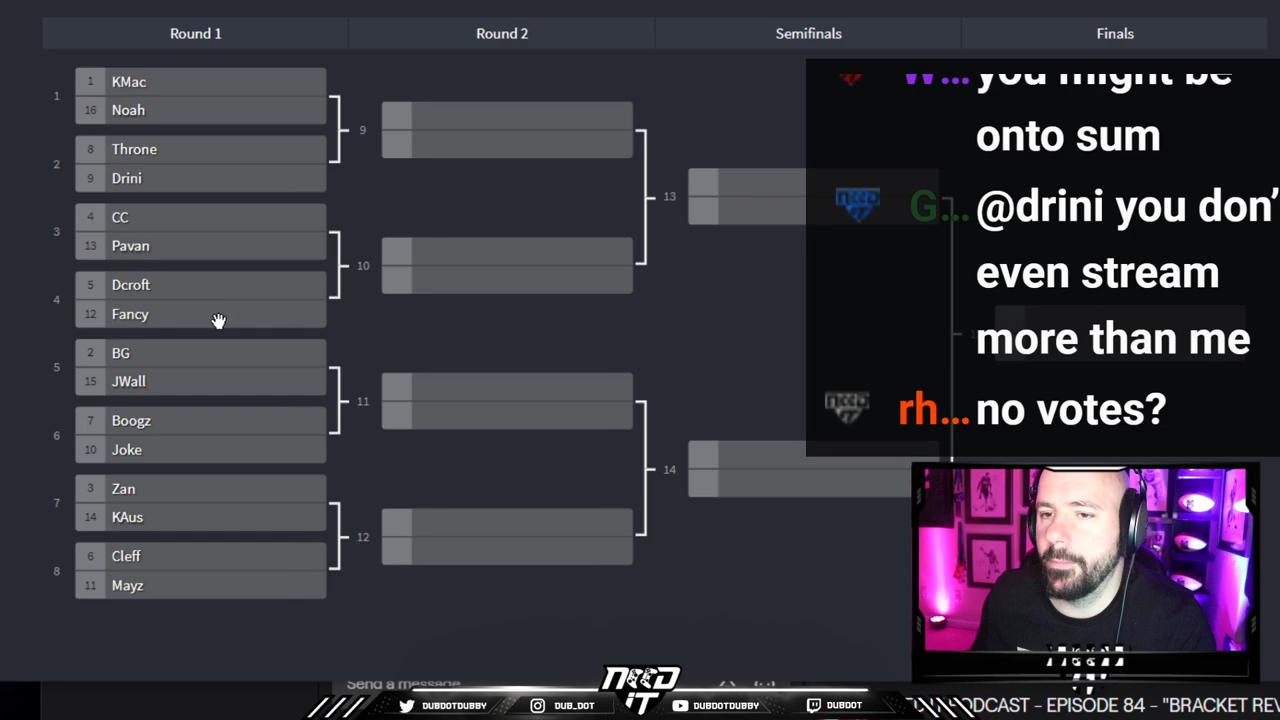 Round 1
Round 2
Semifinals
Finals
1
1 KMac
16 Noah
2
8 Throne
9 Drini
3
4 CC
13 Pavan
4
5 Dcroft
12 Fancy
5
2 BG
15 JWall
6
7 Boogz
10 Joke
7
3 Zan
14 KAus
8
6 Cleff
11 Mayz
9
10
11
12
13
14
W... you might be
onto sum
G... @drini you don'
even stream
more than me
rh... no votes?
Send a message
NEED
IT
DUBDOTDUBBY
DUB_DOT
DUBDOTDUBBY
DUBDOT
PODCAST - EPISODE 84 - "BRACKET REV